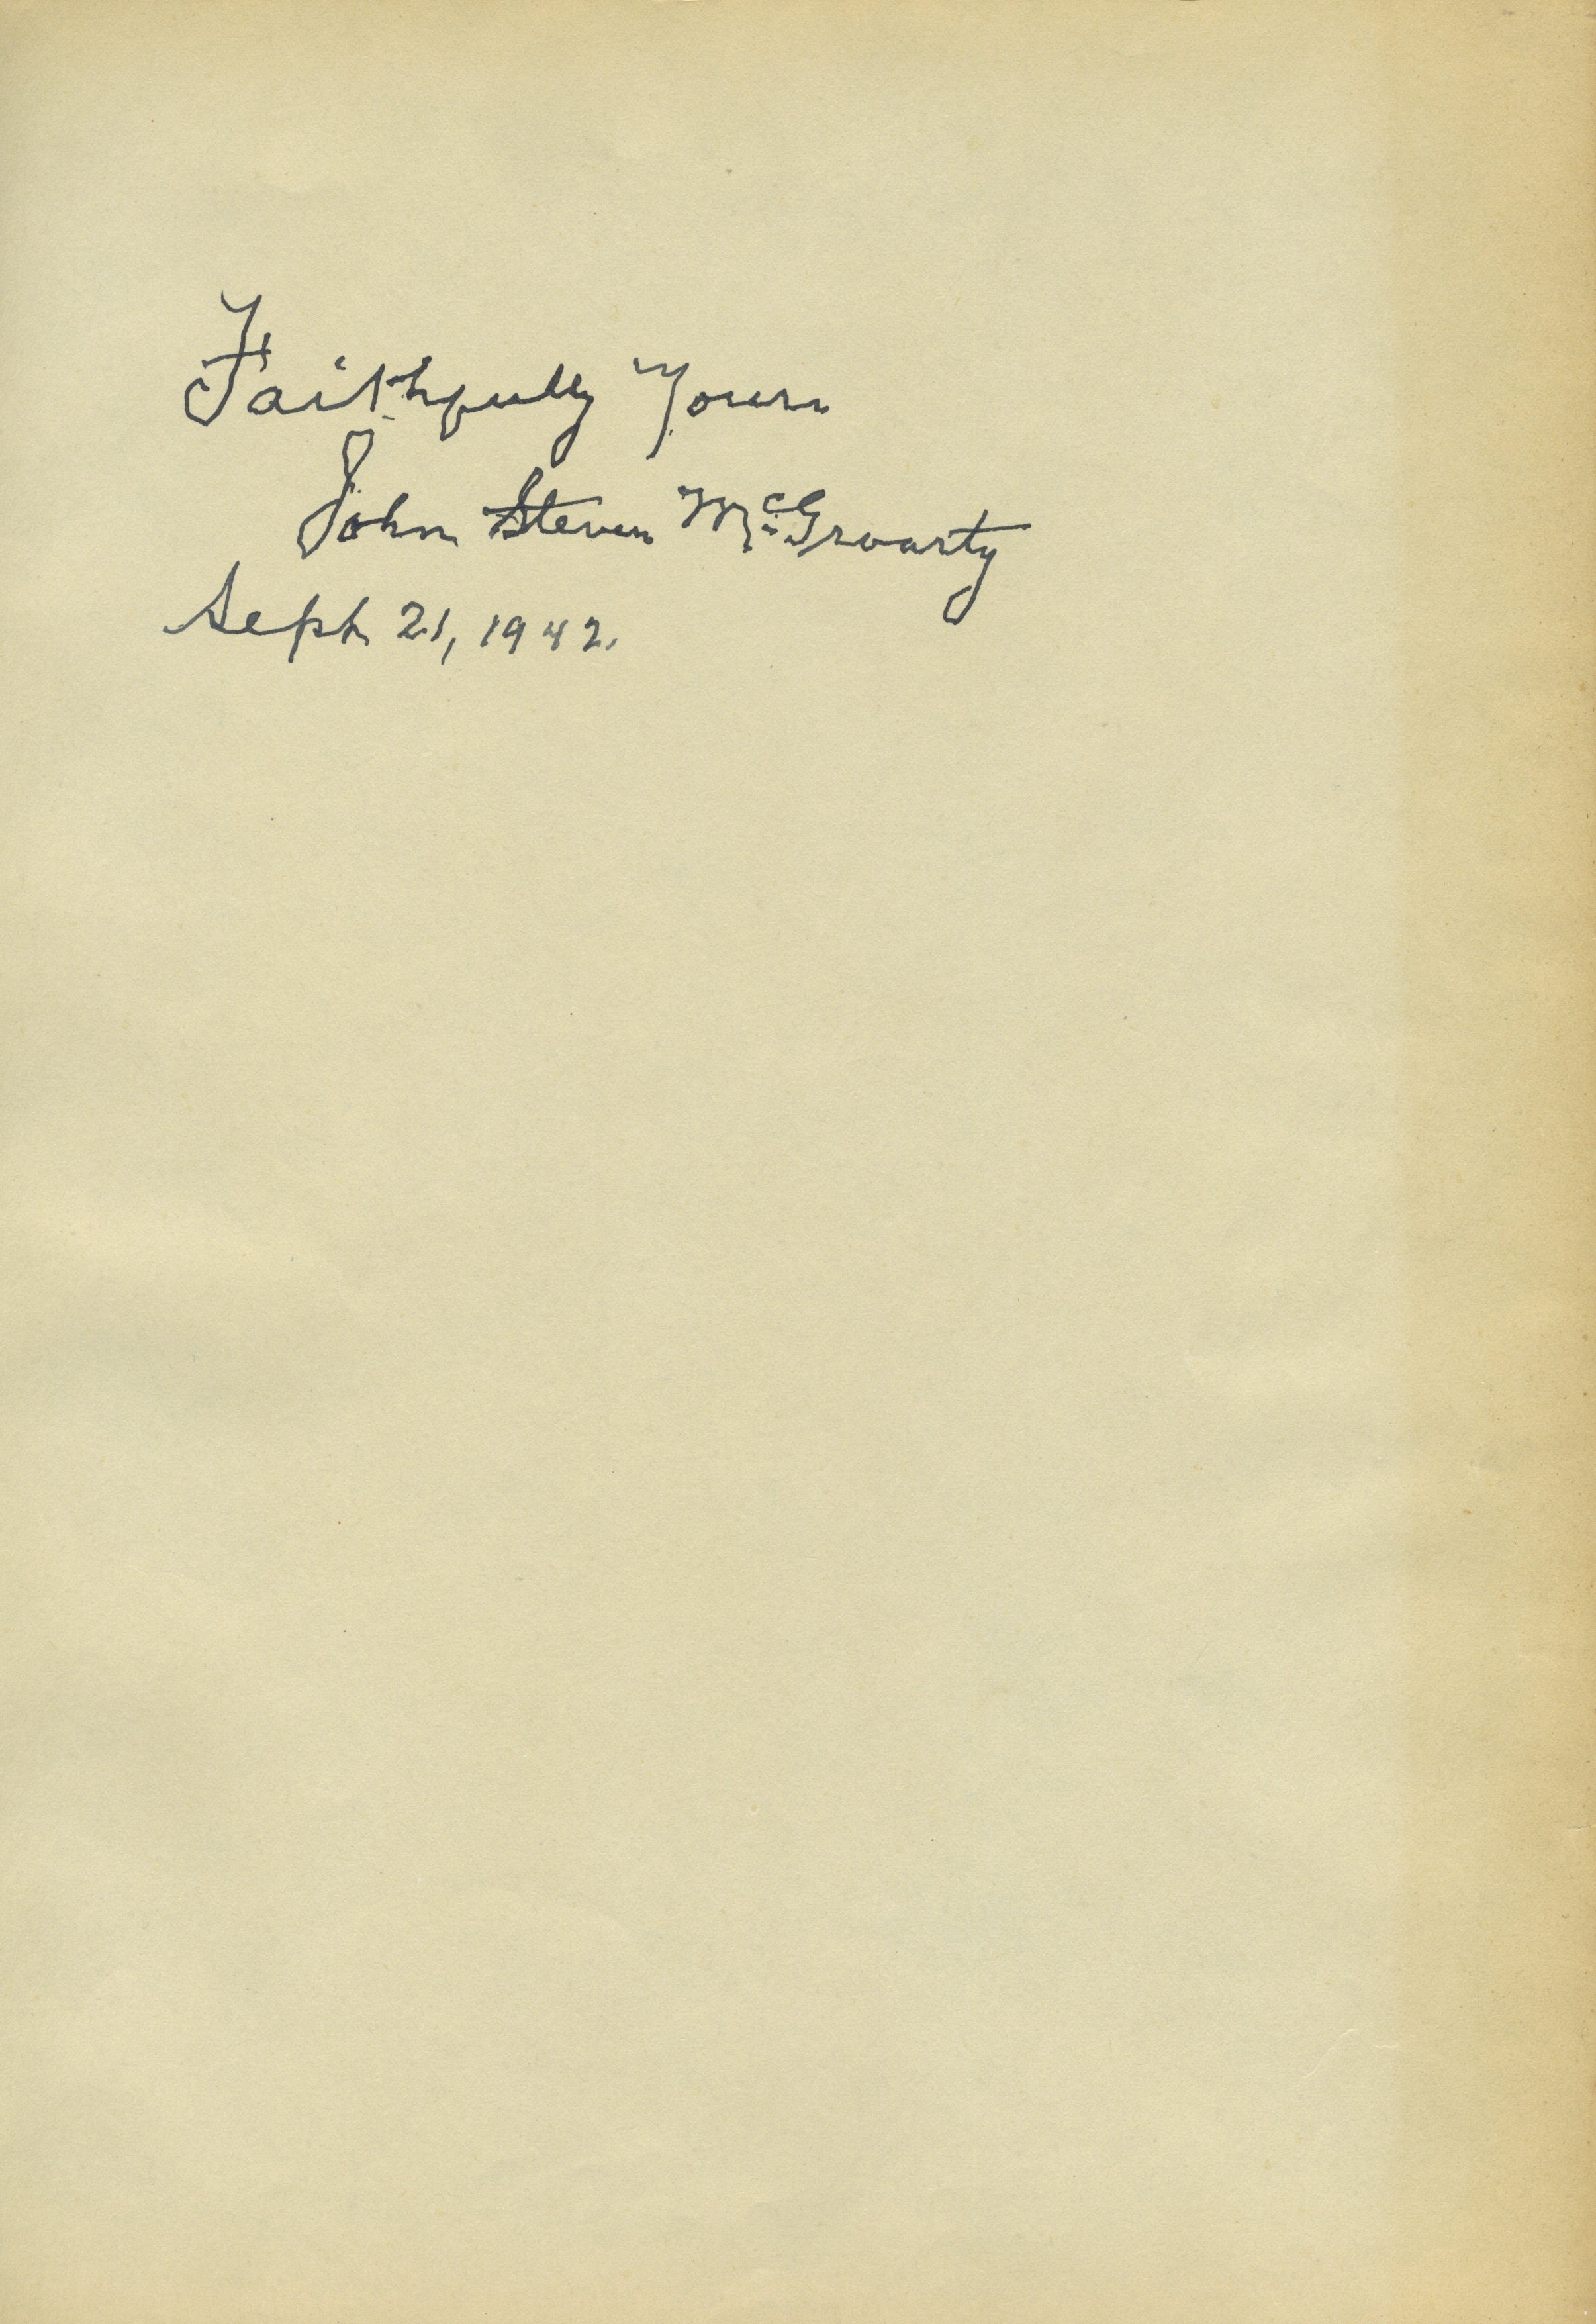 Faithfully Yours
John Steven McGroarty
Sept. 21, 1942.